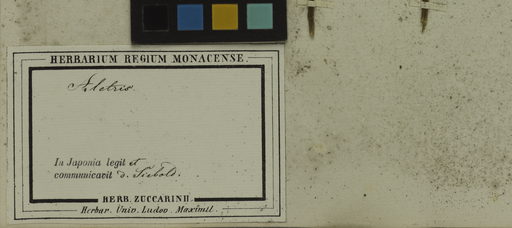 HERBARIUM REGIUM MONACENSE.
Aletris
In Japonia legit et
communicavit d. Siebold.
HERB. ZUCCARINII.
Herbar. Univ. Ludov. Maximil.